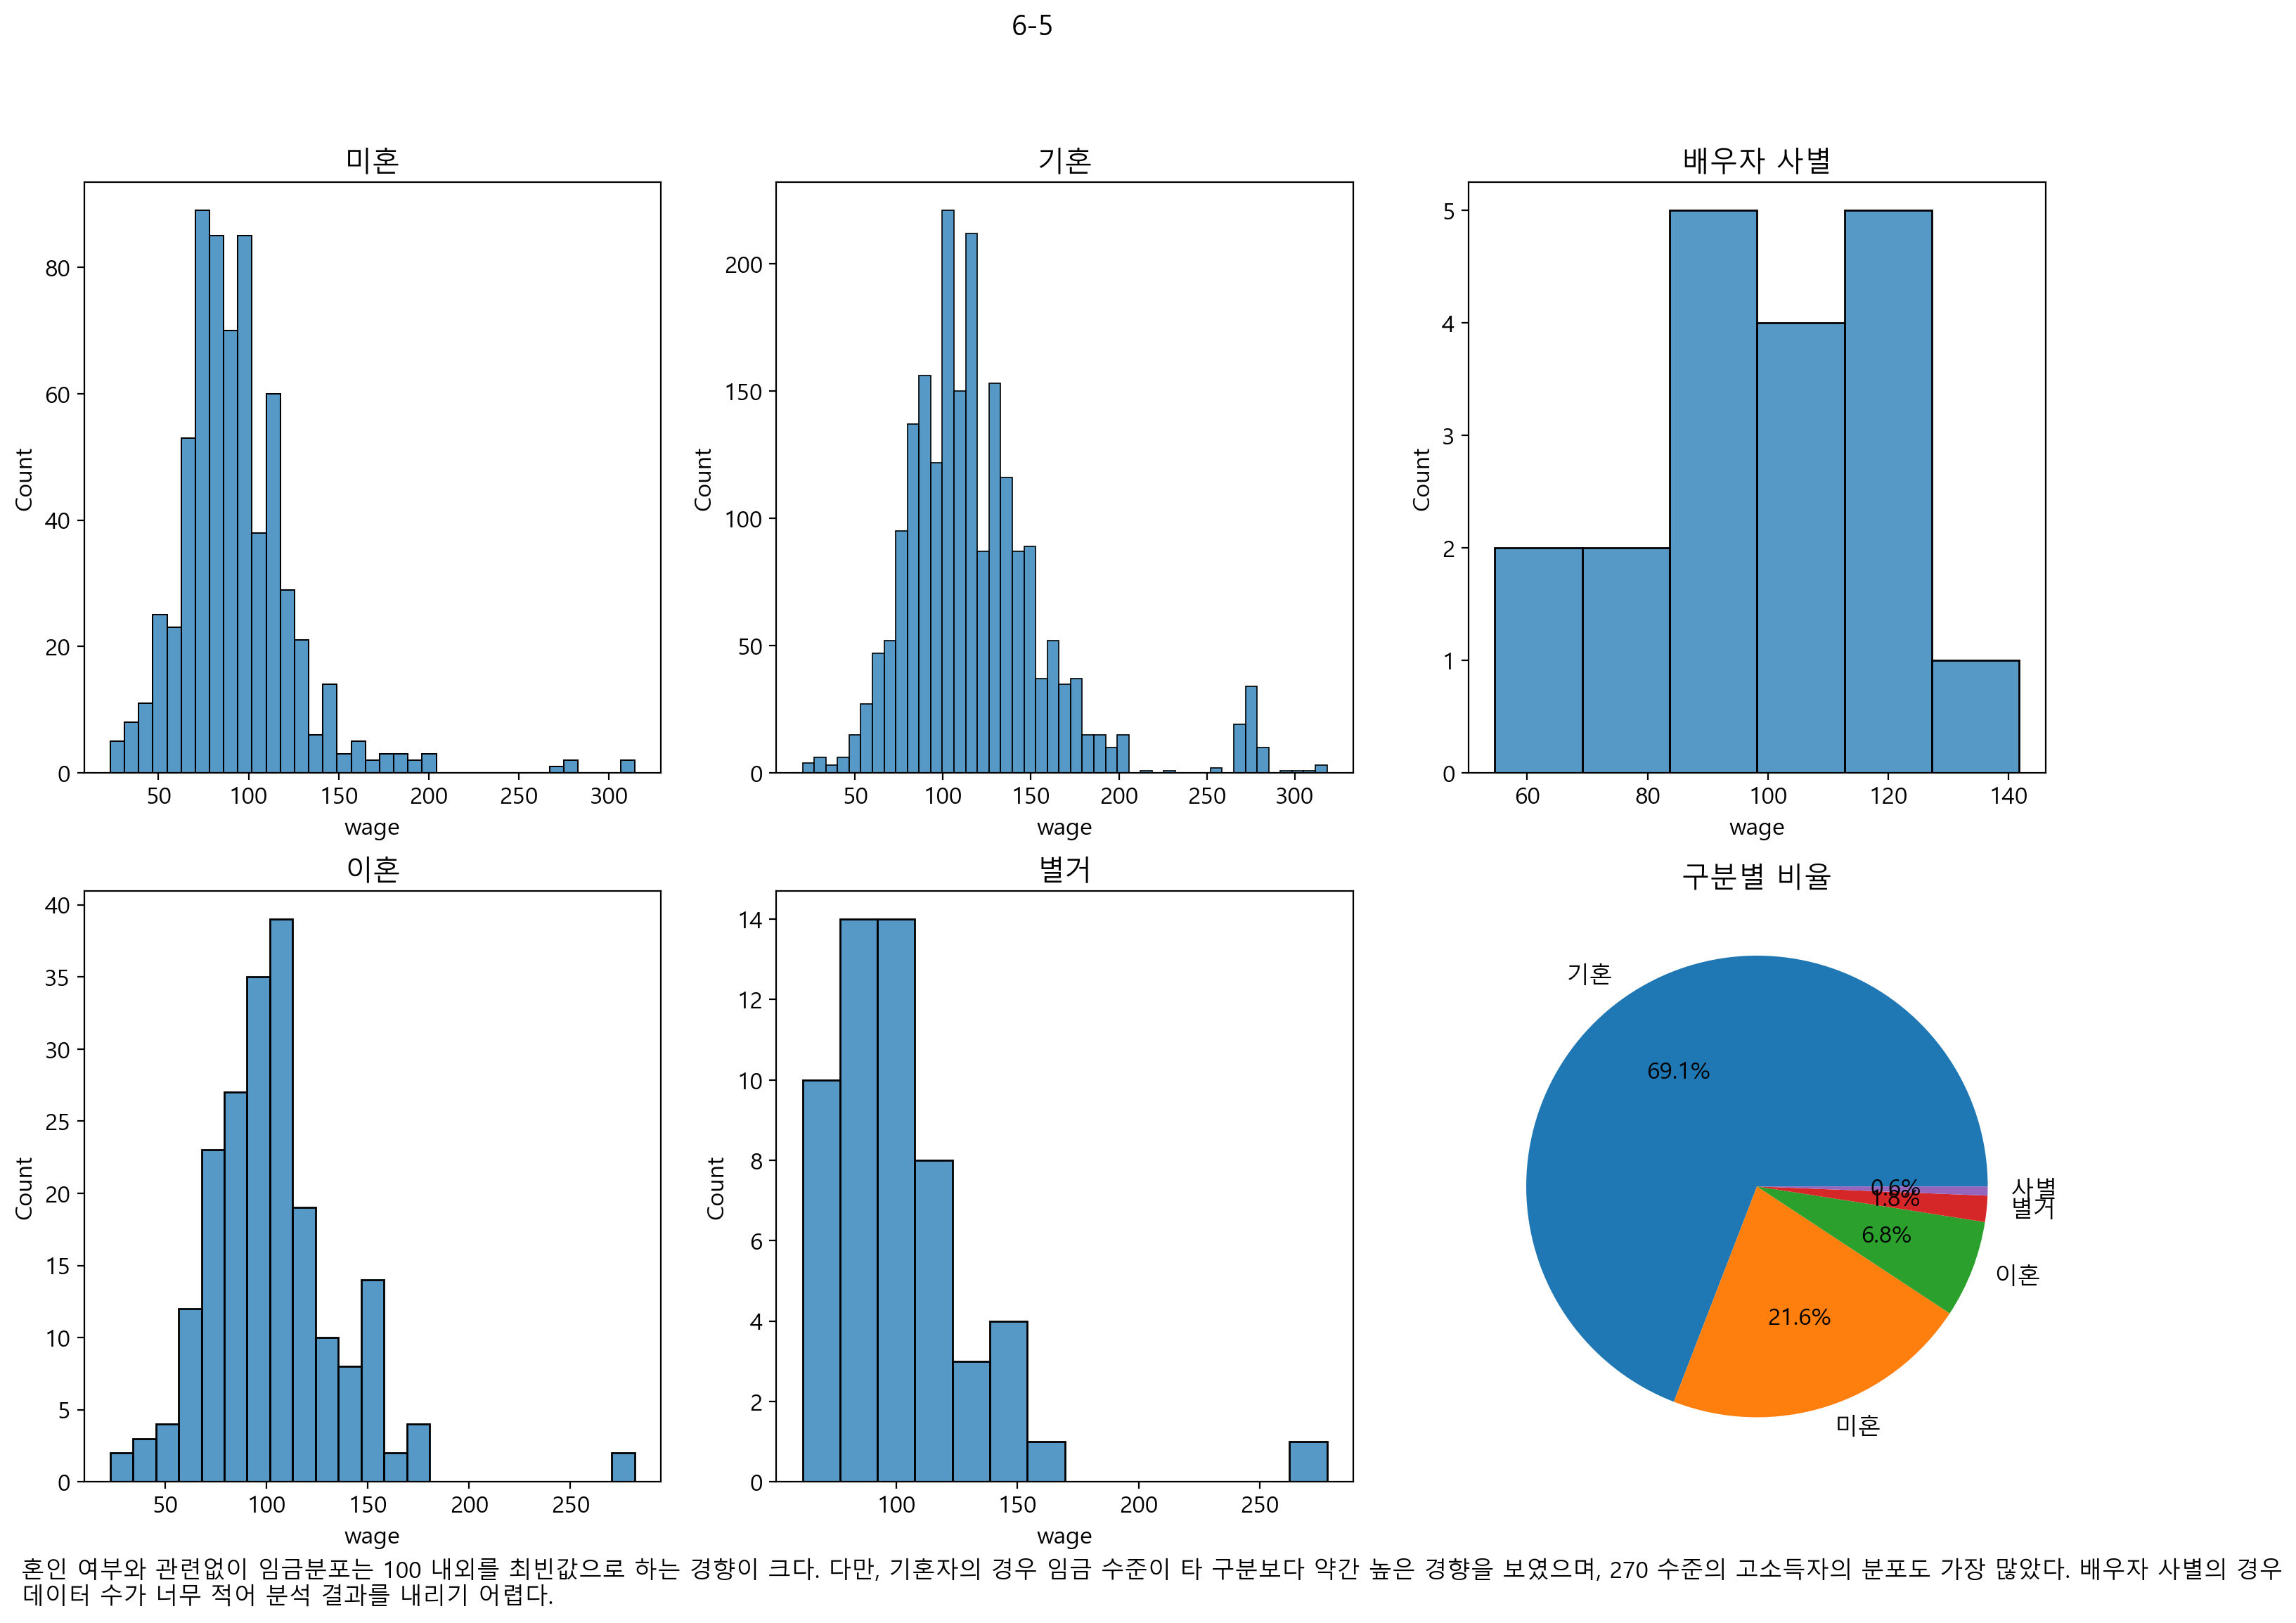 6-5
미혼
Count
80
60
40
20
0
50 100 150 200 250 300
wage
기혼
Count
200
150
100
50
0
50 100 150 200 250 300
wage
배우자 사별
Count
5
4
3
2
1
0
60 80 100 120 140
wage
이혼
Count
40
35
30
25
20
15
10
5
0
50 100 150 200 250
wage
별거
Count
14
12
10
8
6
4
2
0
100 150 200 250
wage
구분별 비율
기혼
69.1%
0.6%
사별
1.8%
별거
6.8%
이혼
21.6%
미혼
혼인 여부와 관련없이 임금분포는 100 내외를 최빈값으로 하는 경향이 크다. 다만, 기혼자의 경우 임금 수준이 타 구분보다 약간 높은 경향을 보였으며, 270 수준의 고소득자의 분포도 가장 많았다. 배우자 사별의 경우
데이터 수가 너무 적어 분석 결과를 내리기 어렵다.